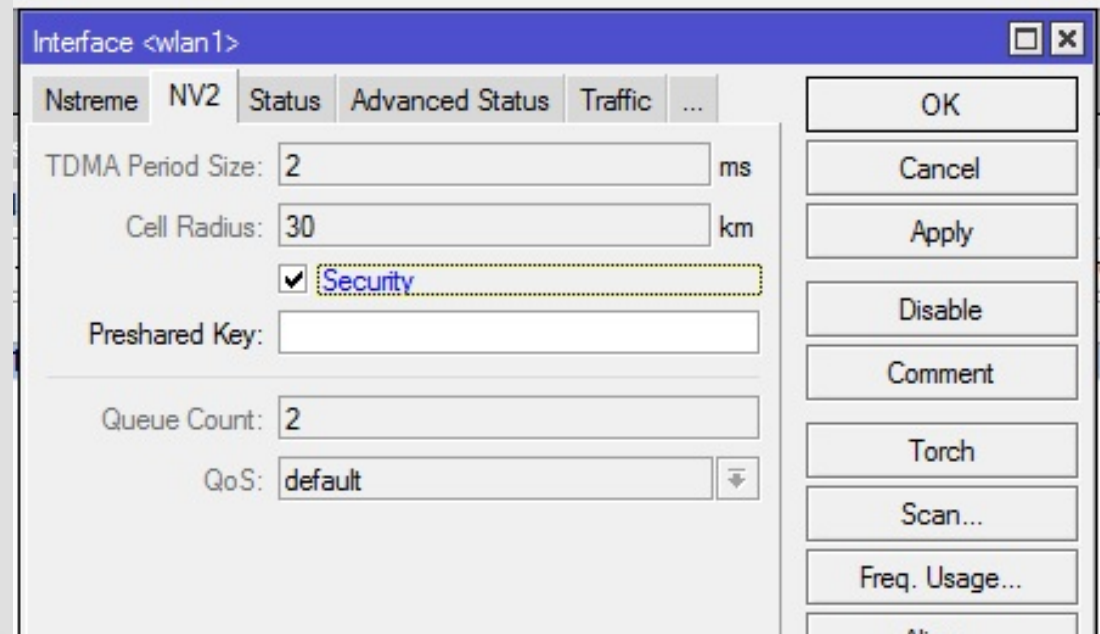 Interface <wlan1>
Nstreme NV2 Status Advanced Status Traffic ...
TDMA Period Size: 2 ms
Cell Radius: 30 km
Security
Preshared Key:
Queue Count: 2
QoS: default
OK
Cancel
Apply
Disable
Comment
Torch
Scan...
Freq. Usage...